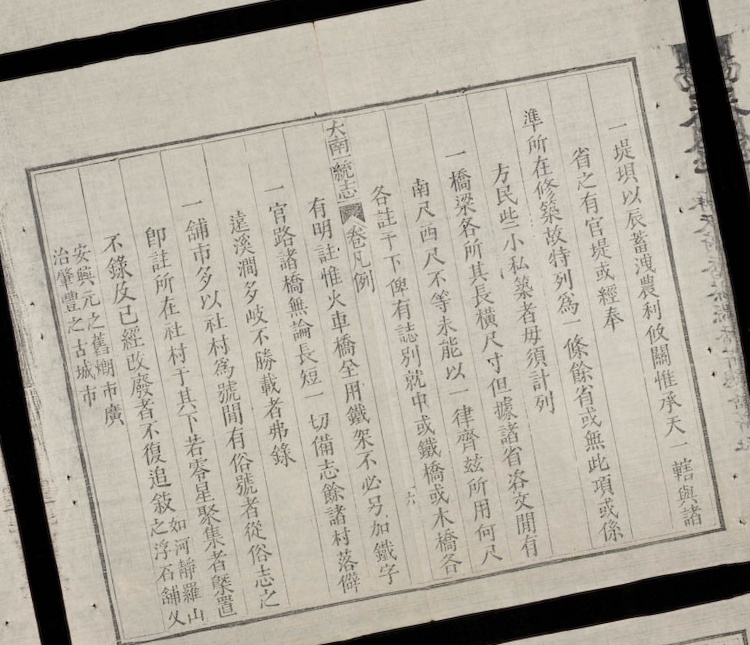 一堤垻以辰蓄洩農利攸關惟承天一轄與諸
省之有官堤或經奉
準所在修築故特列爲一條餘省或無此項或係
方民些小私築者毋須計列
一橋梁各所其長橫尺寸但據諸省洛文間有
南尺西尺不等未能以一律齊茲所用何尺
各註于下俾有誌別就中或鐵橋或木橋各
大南統志 卷凡例
有明註惟火車橋全用鐵架不必另加鐵字
一官路諸橋無論長短一切備志餘諸村落僻
遠溪澗多岐不勝載者弗錄
一舖市多以社村爲號間有俗號者從俗志之
卽註所在社村于其下若零星聚集者槩置
不錄及已經改廢者不復追敍如河靜羅山
之浮石舖乂
安興元之舊潮市廣
治肇豐之古城市